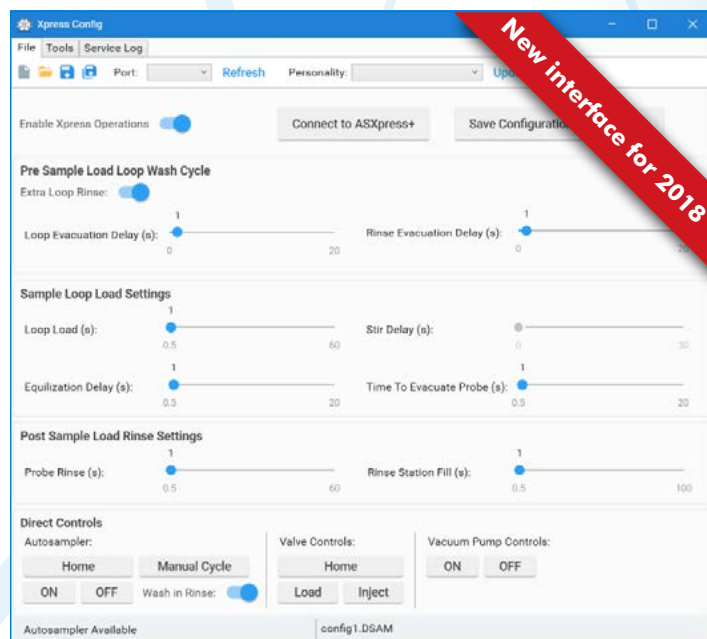 Xpress Config
File Tools Service Log
Port: Refresh Personality:
New interface for 2018
Enable Xpress Operations Connect to ASXpress+ Save Configuration
Pre Sample Load Loop Wash Cycle
Extra Loop Rinse:
1 1
Loop Evacuation Delay (s): Rinse Evacuation Delay (s):
0 20 0
Sample Loop Load Settings
1
Loop Load (s): Stir Delay (s):
0.5 60 0 30
1 1
Equilization Delay (s): Time To Evacuate Probe (s):
0.5 20 0.5 20
Post Sample Load Rinse Settings
1 1
Probe Rinse (s): Rinse Station Fill (s):
0.5 60 0.5 100
Direct Controls
Autosampler: Valve Controls: Vacuum Pump Controls:
Home Manual Cycle Home ON OFF
ON OFF Wash in Rinse: Load Inject
Autosampler Available config1.DSAM